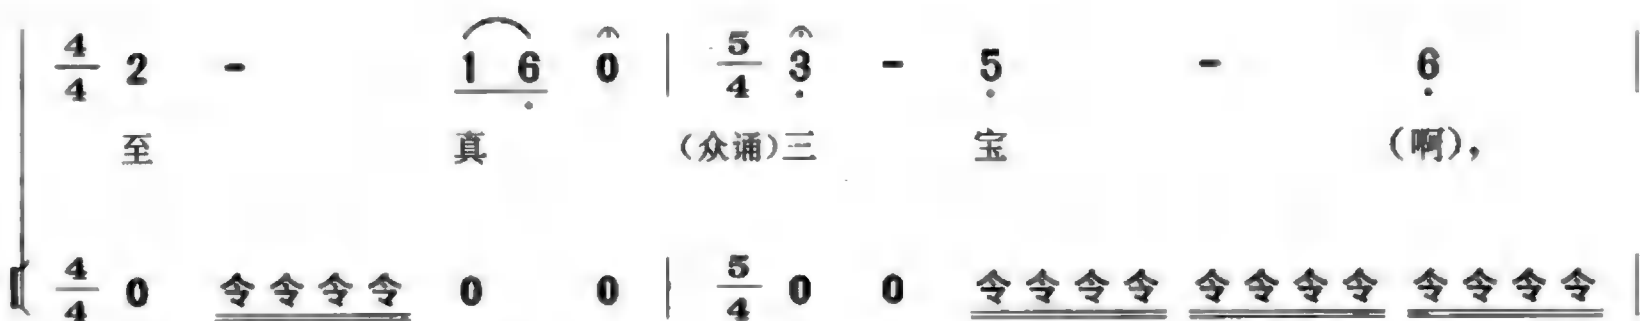 4/4 2 - 1 6 0 | 5/4 3 - 5 - 6 |
至 真 （众诵）三 宝 （啊），
4/4 0 令令令令 0 0 | 5/4 0 0 令令令令 令令令令 令令令令 |